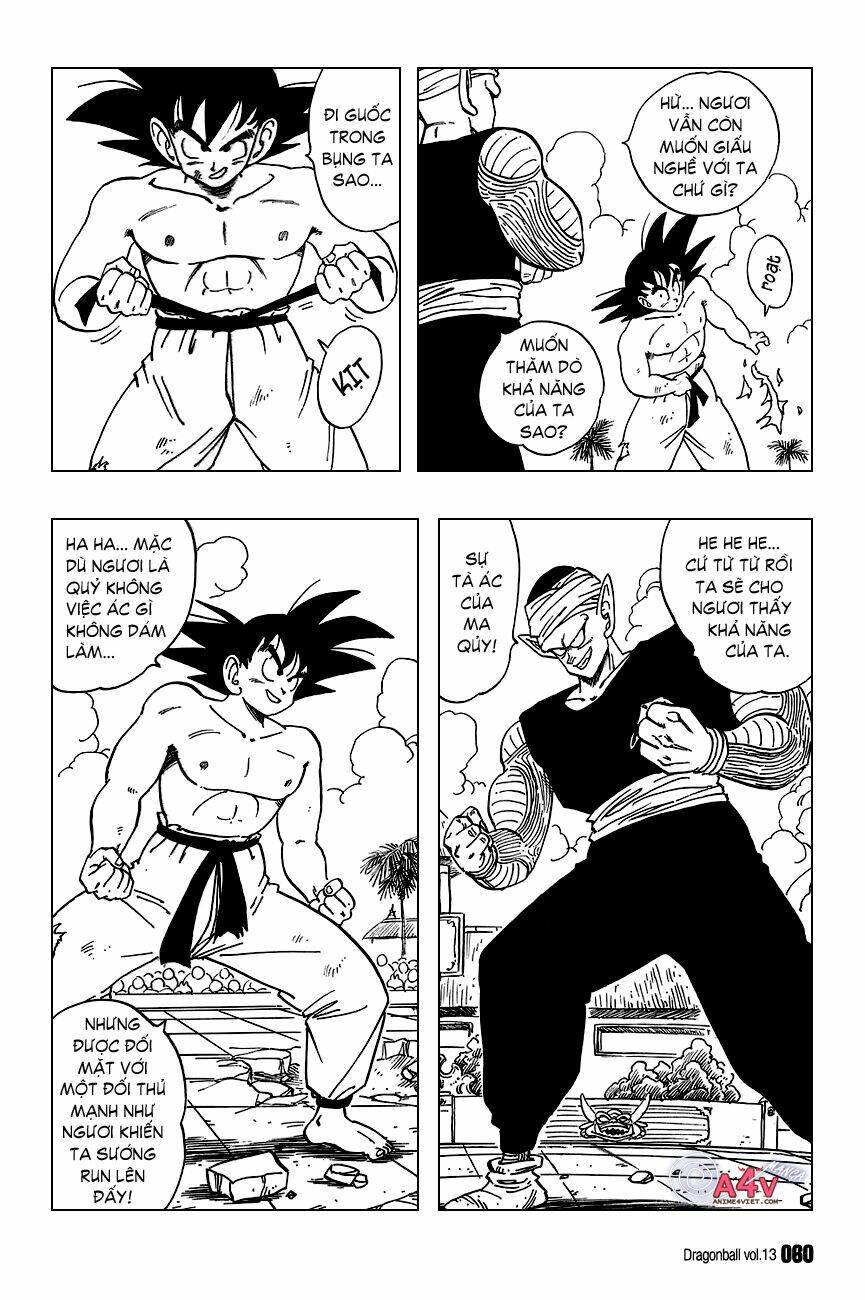 HỪ... NGƯƠI
VẪN CÒN
MUỐN GIẤU
NGHỀ VỚI TA
CHỨ GÌ?
roạt
MUỐN
THĂM DÒ
KHẢ NĂNG
CỦA TA
SAO?
ĐI GUỐC
TRONG
BỤNG TA
SAO...
KỊT
HE HE HE...
CỨ TỪ TỪ RỒI
TA SẼ CHO
NGƯƠI THẤY
KHẢ NĂNG
CỦA TA.
SỰ
TÀ ÁC
CỦA
MA
QỦY!
HA HA... MẶC
DÙ NGƯƠI LÀ
QUỶ KHÔNG
VIỆC ÁC GÌ
KHÔNG DÁM
LÀM...
NHƯNG
ĐƯỢC ĐỐI
MẶT VỚI
MỘT ĐỐI THỦ
MẠNH NHƯ
NGƯƠI KHIẾN
TA SƯỚNG
RUN LÊN
ĐẤY!
MANGA
A4V
ANIME4VIET.COM
Dragonball vol.13 060